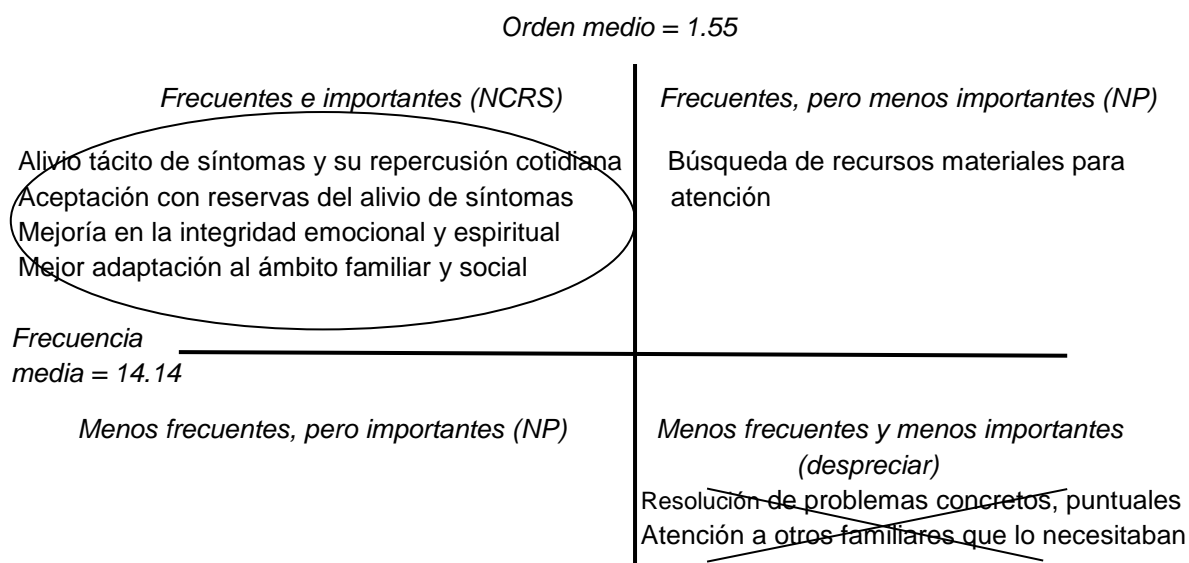 Orden medio = 1.55
Frecuentes e importantes (NCRS)
Frecuentes, pero menos importantes (NP)
Alivio tácito de síntomas y su repercusión cotidiana
Aceptación con reservas del alivio de síntomas
Mejoría en la integridad emocional y espiritual
Mejor adaptación al ámbito familiar y social
Búsqueda de recursos materiales para
atención
Frecuencia
media = 14.14
Menos frecuentes, pero importantes (NP)
Menos frecuentes y menos importantes
(despreciar)
Resolución de problemas concretos, puntuales
Atención a otros familiares que lo necesitaban